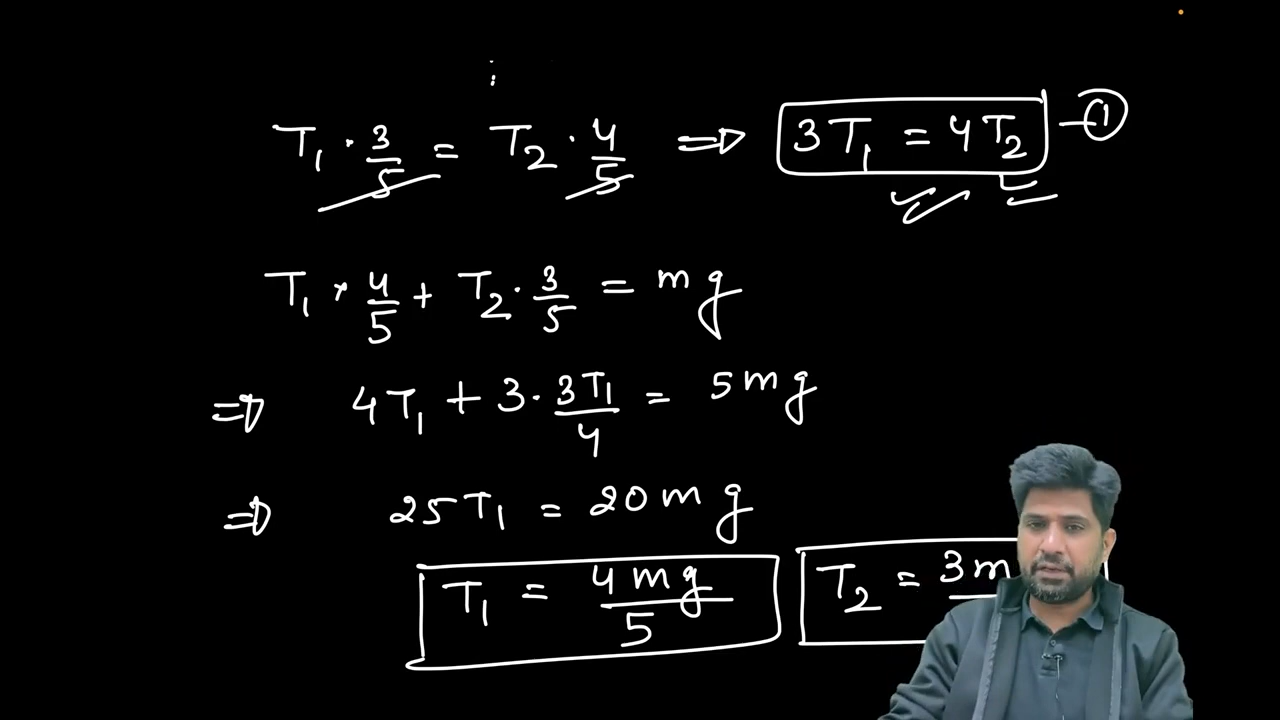 T₁ · 3/5 = T₂ · 4/5 ⇒ 3T₁ = 4T₂ — ①
T₁ × 4/5 + T₂ · 3/5 = mg
⇒ 4T₁ + 3 · 3T₁/4 = 5mg
⇒ 25T₁ = 20mg
T₁ = 4mg/5 T₂ = 3m